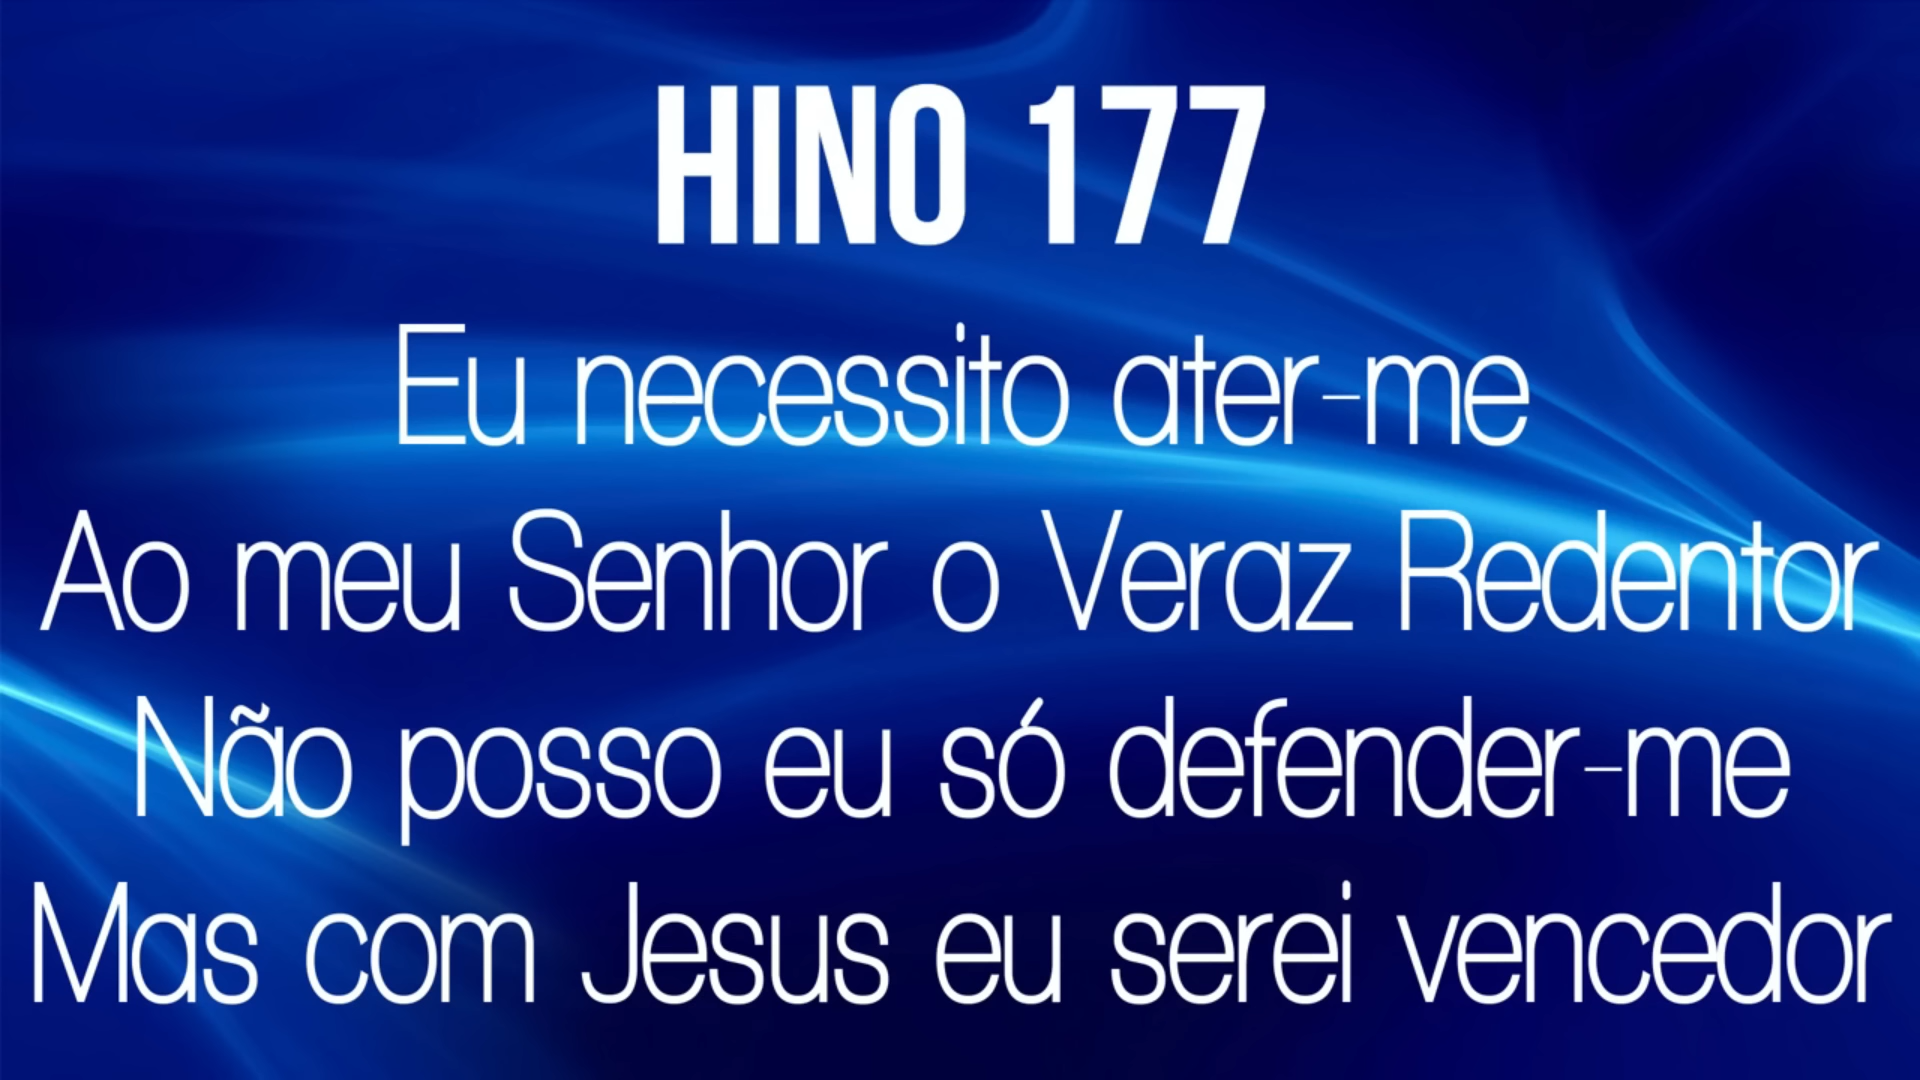 HINO 177
Eu necessito ater-me
Ao meu Senhor o Veraz Redentor
Não posso eu só defender-me
Mas com Jesus eu serei vencedor